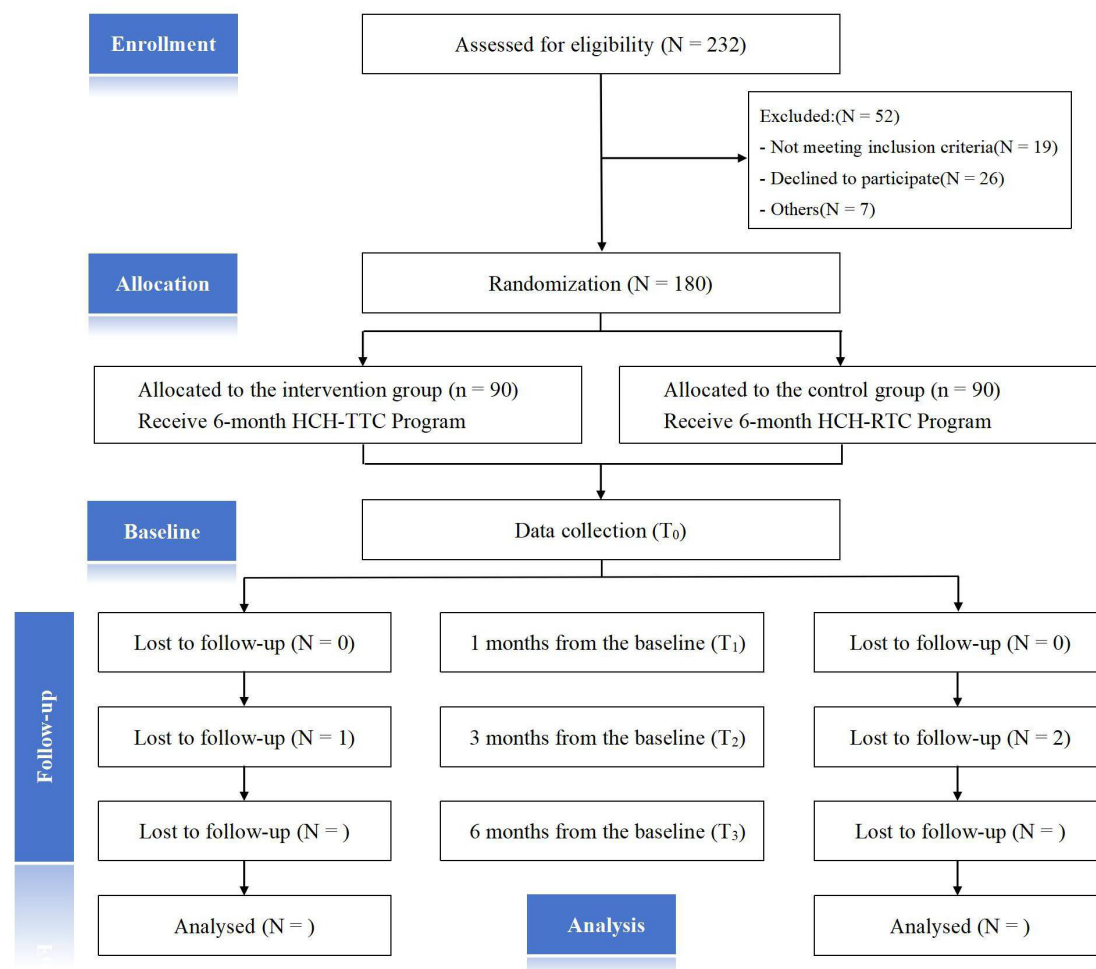 Enrollment
Assessed for eligibility (N = 232)
Excluded:(N = 52)
- Not meeting inclusion criteria(N = 19)
- Declined to participate(N = 26)
- Others(N = 7)
Allocation
Randomization (N = 180)
Allocated to the intervention group (n = 90)
Receive 6-month HCH-TTC Program
Allocated to the control group (n = 90)
Receive 6-month HCH-RTC Program
Baseline
Data collection (T₀)
Follow-up
Lost to follow-up (N = 0)
1 months from the baseline (T₁)
Lost to follow-up (N = 0)
Lost to follow-up (N = 1)
3 months from the baseline (T₂)
Lost to follow-up (N = 2)
Lost to follow-up (N = )
6 months from the baseline (T₃)
Lost to follow-up (N = )
Analysed (N = )
Analysis
Analysed (N = )